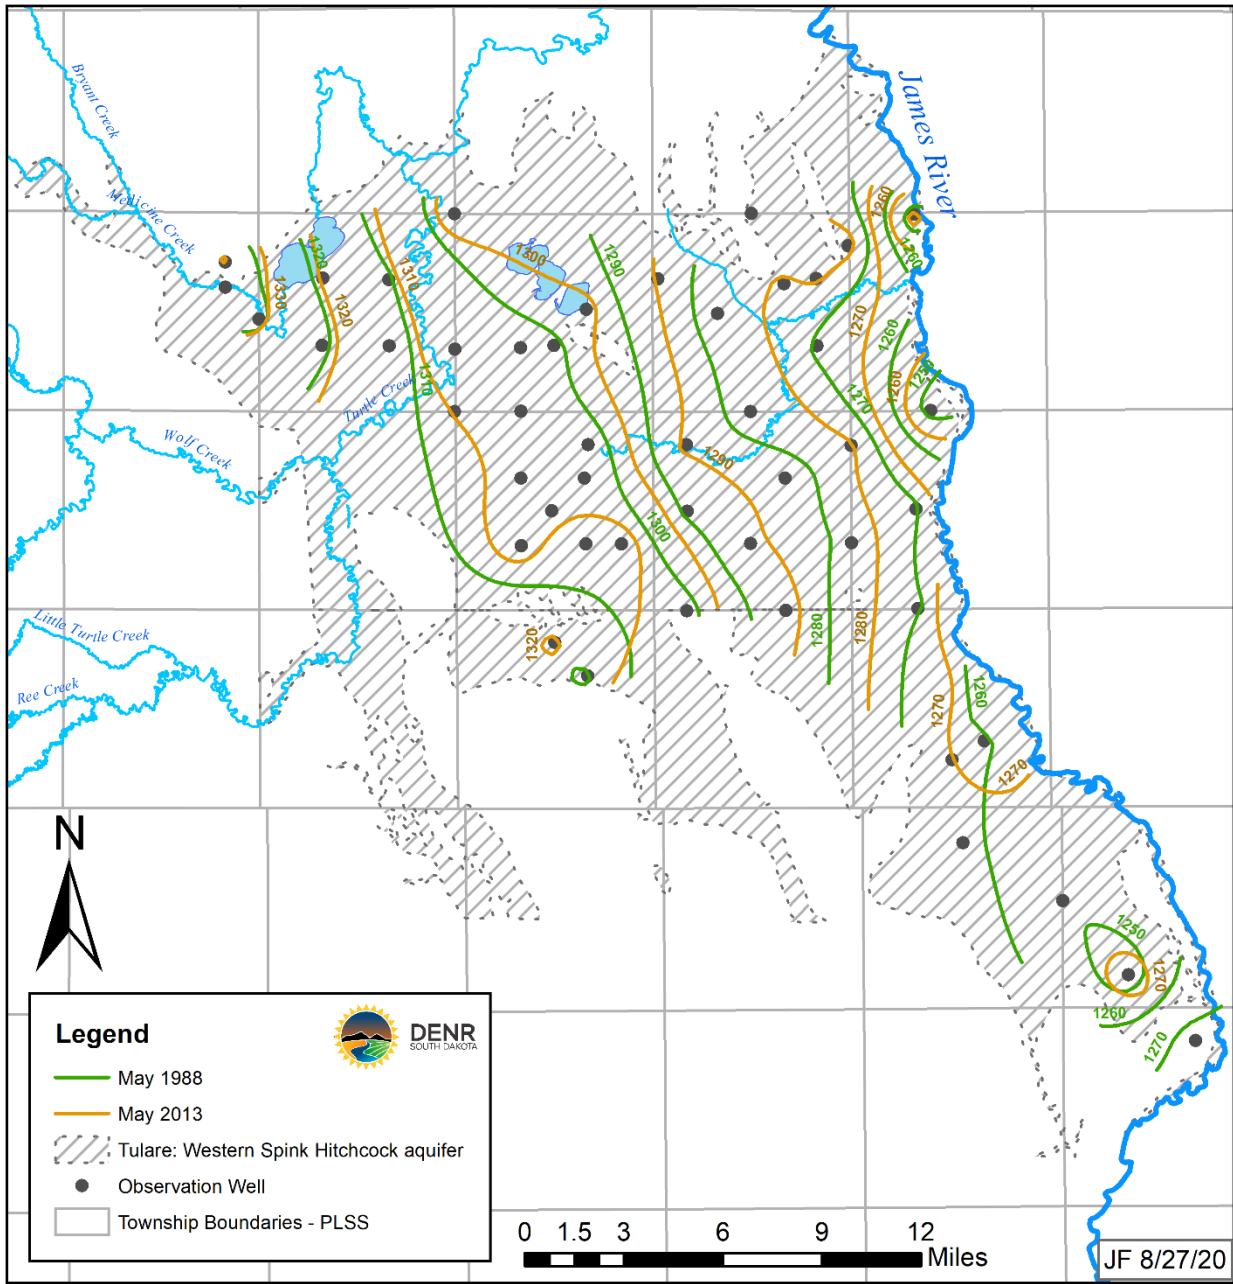 Bryant Creek
James River
Medicine Creek
1260
1260
1300
1290
1320
1310
1330
1320
1270
1260
1250
1260
1310
1270
Turtle Creek
Wolf Creek
1290
1300
Little Turtle Creek
1320
1280
1280
Ree Creek
1260
1270
1270
N
1250
1270
1260
1270
Legend
DENR
SOUTH DAKOTA
May 1988
May 2013
Tulare: Western Spink Hitchcock aquifer
Observation Well
Township Boundaries - PLSS
0 1.5 3 6 9 12
Miles
JF 8/27/20